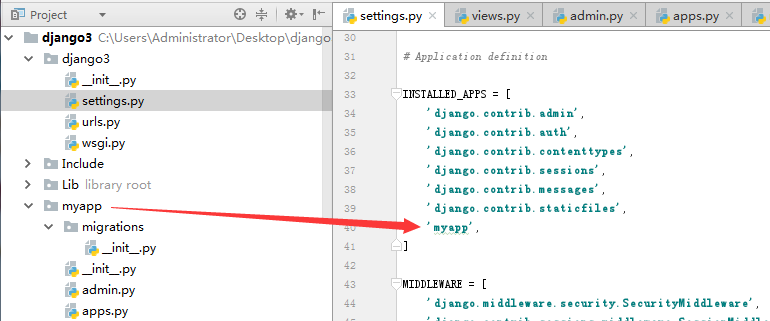 Project
django3 C:\Users\Administrator\Desktop\django
django3
__init__.py
settings.py
urls.py
wsgi.py
Include
Lib library root
myapp
migrations
__init__.py
__init__.py
admin.py
apps.py
settings.py
views.py
admin.py
apps.py
30
31 # Application definition
32
33 INSTALLED_APPS = [
34 'django.contrib.admin',
35 'django.contrib.auth',
36 'django.contrib.contenttypes',
37 'django.contrib.sessions',
38 'django.contrib.messages',
39 'django.contrib.staticfiles',
40 'myapp',
41 ]
42
43 MIDDLEWARE = [
44 'django.middleware.security.SecurityMiddleware',